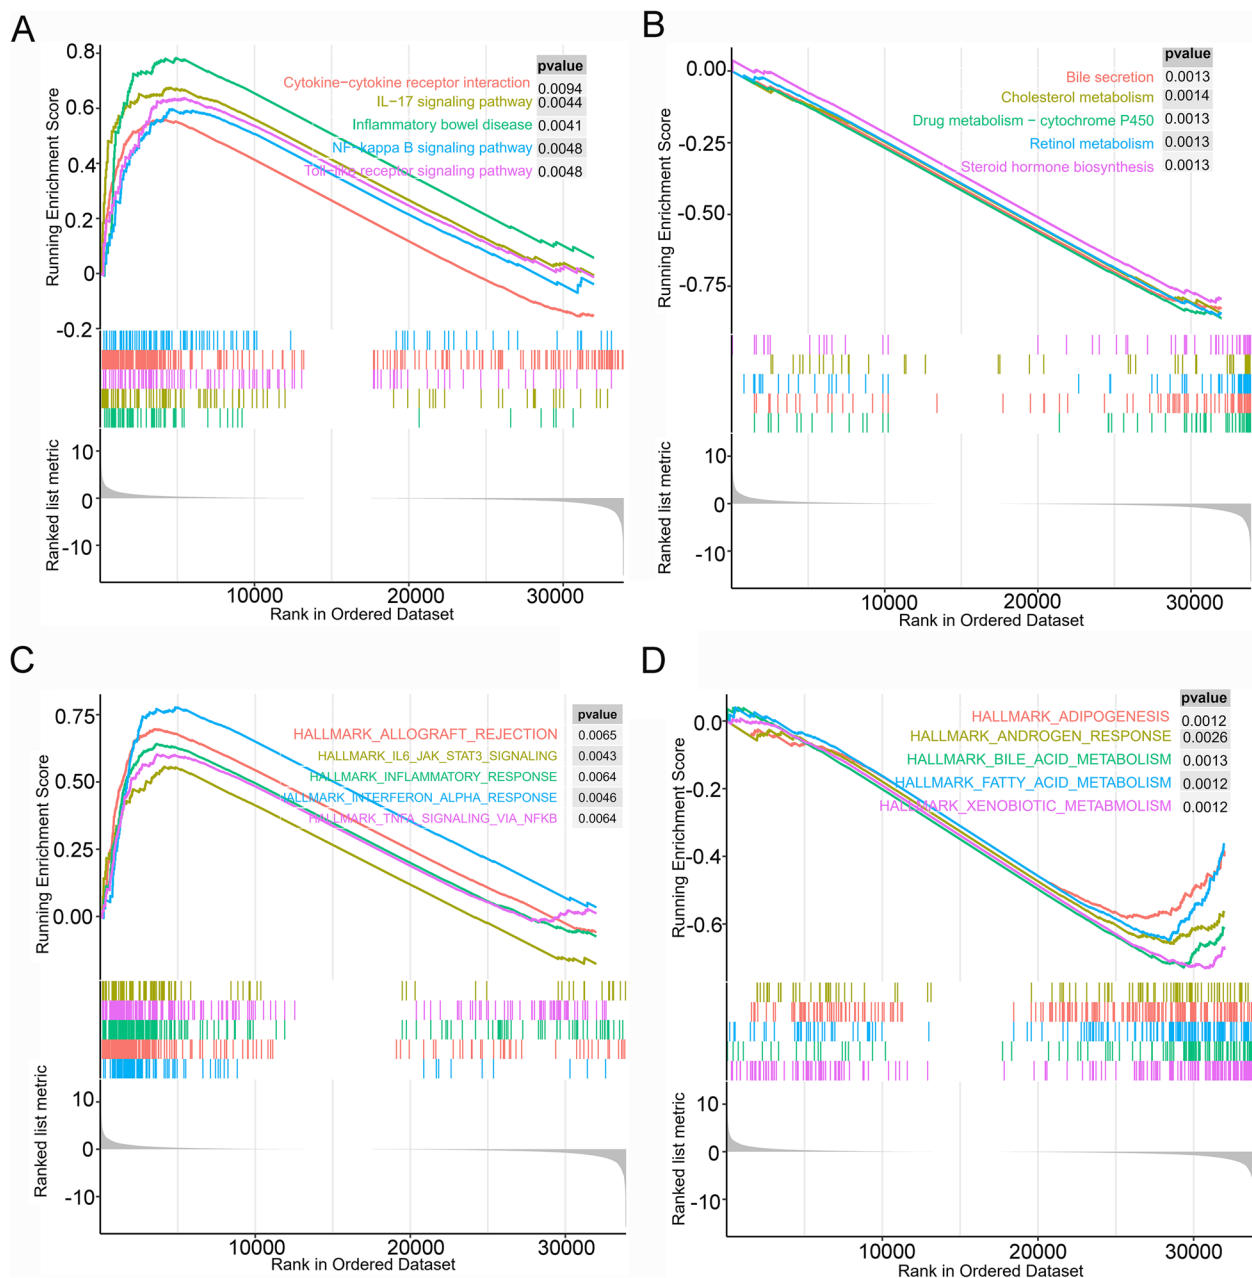 A
Running Enrichment Score
0.8
0.6
0.4
0.2
0
-0.2
pvalue
Cytokine−cytokine receptor interaction 0.0094
IL−17 signaling pathway 0.0044
Inflammatory bowel disease 0.0041
NF−kappa B signaling pathway 0.0048
Toll−like receptor signaling pathway 0.0048
Ranked list metric
10
0
-10
10000 20000 30000
Rank in Ordered Dataset
B
Running Enrichment Score
0.00
-0.25
-0.50
-0.75
pvalue
Bile secretion 0.0013
Cholesterol metabolism 0.0014
Drug metabolism − cytochrome P450 0.0013
Retinol metabolism 0.0013
Steroid hormone biosynthesis 0.0013
Ranked list metric
10
0
-10
10000 20000 30000
Rank in Ordered Dataset
C
Running Enrichment Score
0.75
0.50
0.25
0.00
pvalue
HALLMARK_ALLOGRAFT_REJECTION 0.0065
HALLMARK_IL6_JAK_STAT3_SIGNALING 0.0043
HALLMARK_INFLAMMATORY_RESPONSE 0.0064
HALLMARK_INTERFERON_ALPHA_RESPONSE 0.0046
HALLMARK_TNFA_SIGNALING_VIA_NFKB 0.0064
Ranked list metric
10
0
-10
10000 20000 30000
Rank in Ordered Dataset
D
Running Enrichment Score
0.0
-0.2
-0.4
-0.6
pvalue
HALLMARK_ADIPOGENESIS 0.0012
HALLMARK_ANDROGEN_RESPONSE 0.0026
HALLMARK_BILE_ACID_METABOLISM 0.0013
HALLMARK_FATTY_ACID_METABOLISM 0.0012
HALLMARK_XENOBIOTIC_METABMOLISM 0.0012
Ranked list metric
10
0
-10
10000 20000 30000
Rank in Ordered Dataset